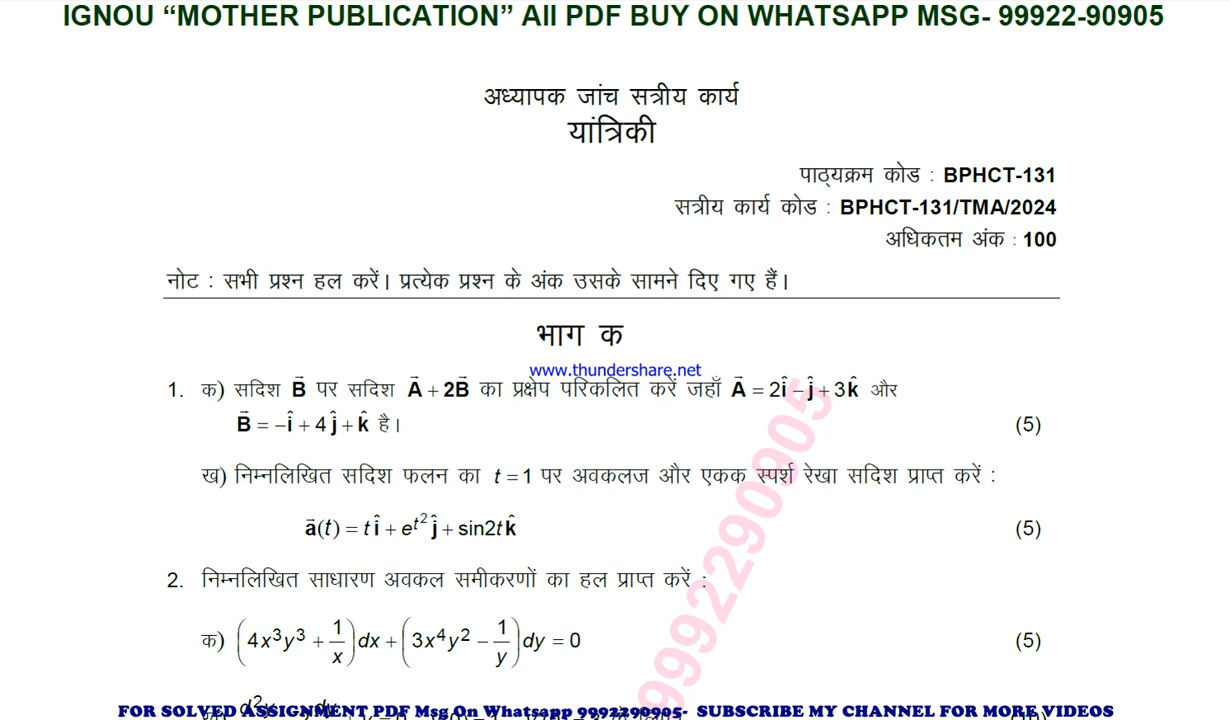 IGNOU “MOTHER PUBLICATION” All PDF BUY ON WHATSAPP MSG- 99922-90905
अध्यापक जांच सत्रीय कार्य
यांत्रिकी
पाठ्यक्रम कोड : BPHCT-131
सत्रीय कार्य कोड : BPHCT-131/TMA/2024
अधिकतम अंक : 100
नोट : सभी प्रश्न हल करें। प्रत्येक प्रश्न के अंक उसके सामने दिए गए हैं।
भाग क
www.thundershare.net
1. क) सदिश B⃗ पर सदिश A⃗ + 2B⃗ का प्रक्षेप परिकलित करें जहाँ A⃗ = 2î − ĵ + 3k̂ और
B⃗ = −î + 4ĵ + k̂ है। (5)
ख) निम्नलिखित सदिश फलन का t = 1 पर अवकलज और एकक स्पर्श रेखा सदिश प्राप्त करें :
a⃗(t) = t î + e^{t²} ĵ + sin2t k̂ (5)
2. निम्नलिखित साधारण अवकल समीकरणों का हल प्राप्त करें :
क) (4x³y³ + 1/x) dx + (3x⁴y² − 1/y) dy = 0 (5)
9992290905
FOR SOLVED ASSIGNMENT PDF Msg On Whatsapp 9992290905- SUBSCRIBE MY CHANNEL FOR MORE VIDEOS